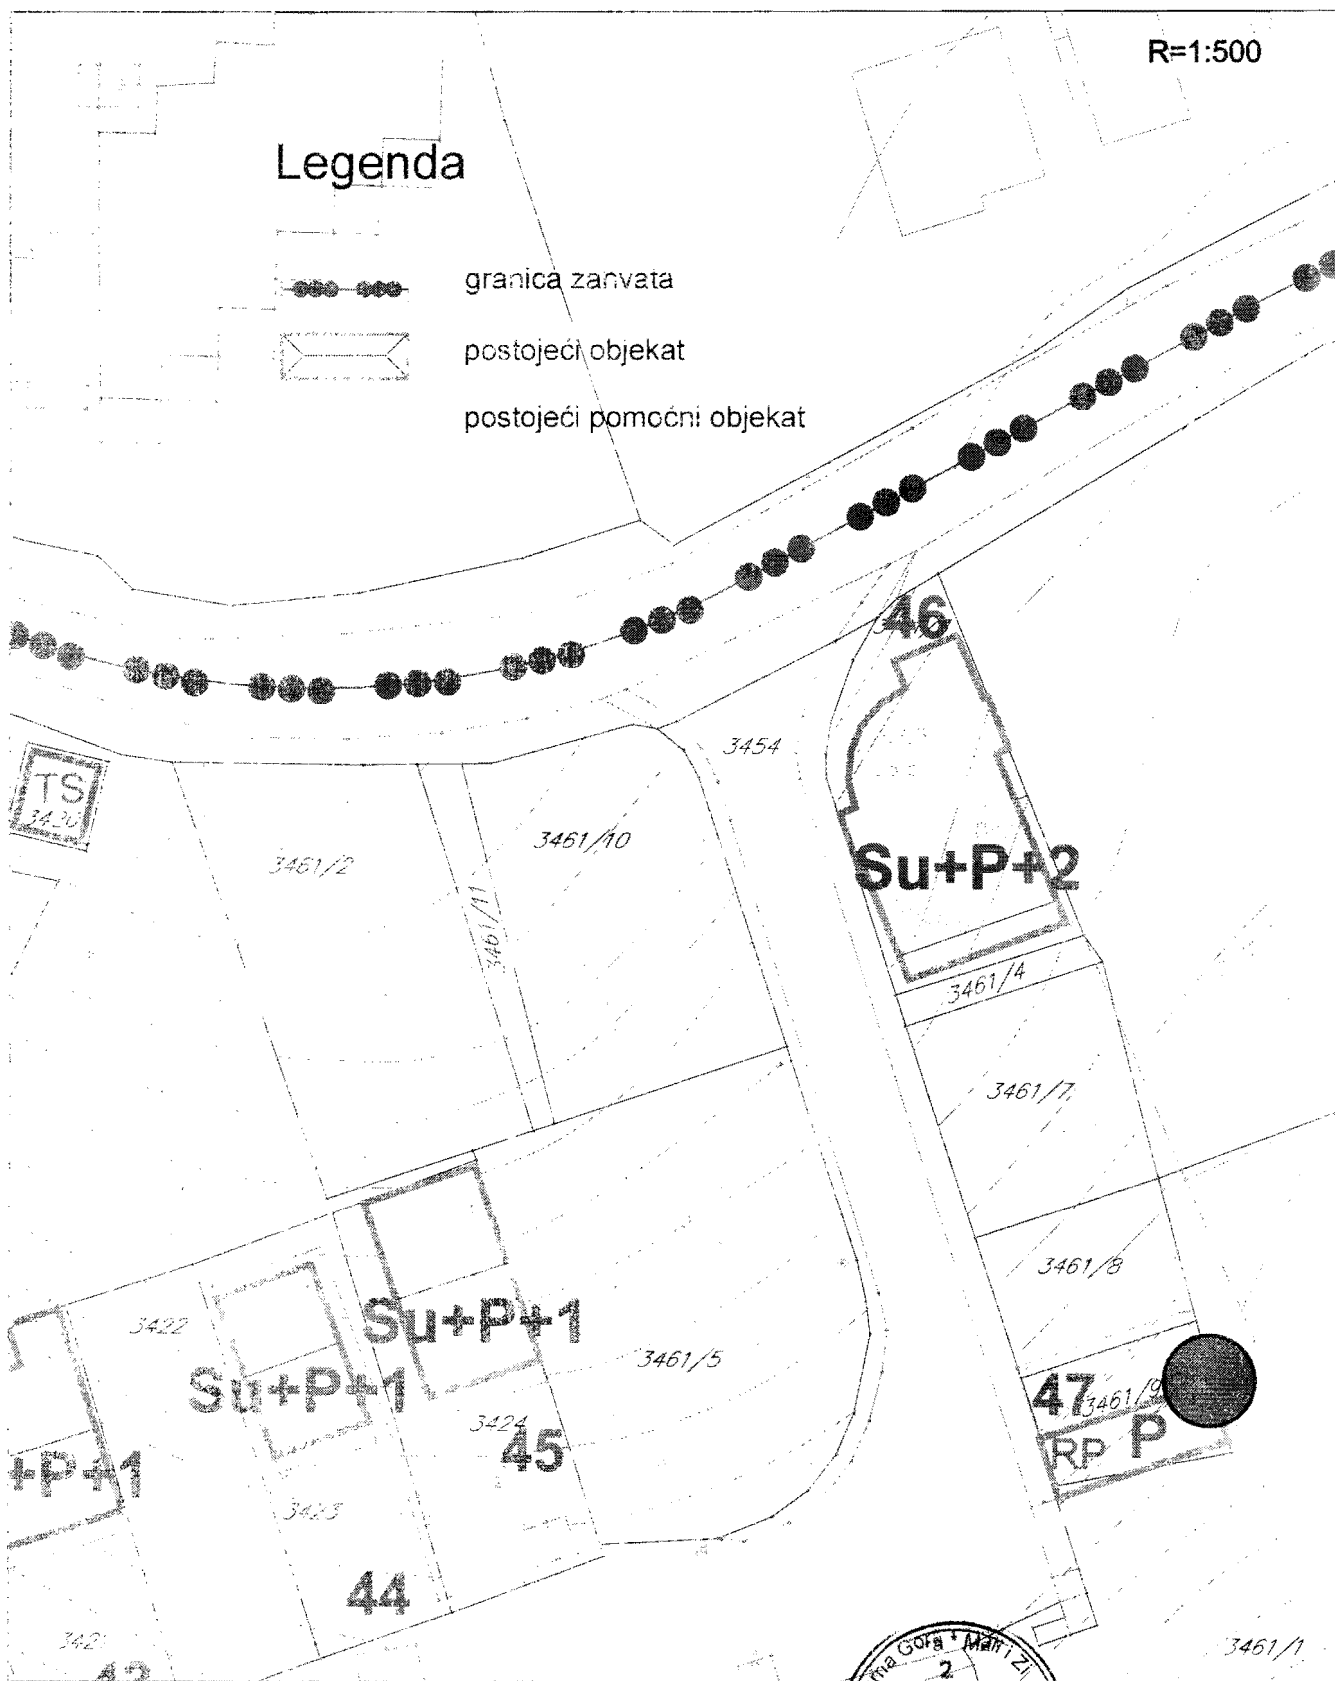 R=1:500
Legenda
granica zahvata
postojeći objekat
postojeći pomoćni objekat
46
3454
TS
3461/2
3461/10
3461/11
Su+P+2
3461/4
3461/7
3461/8
3422
Su+P+1
Su+P+1
3461/5
47
3461/9
RP
P
3424
45
+P+1
3423
44
3461/1
2